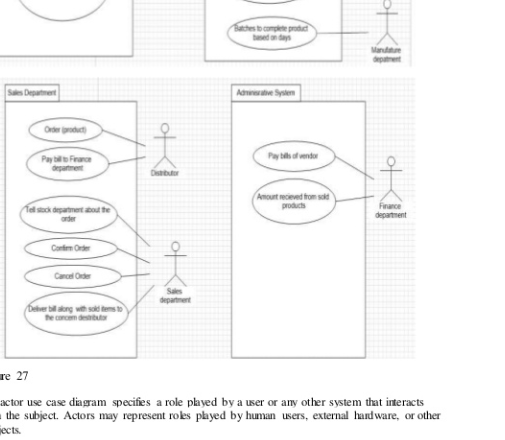 Batches to complete product
based on days
Manufature
depatment
Sales Department
Order (product)
Pay bill to Finance
department
Distributor
Tell stock department about the
order
Confirm Order
Cancel Order
Deliver bill along with sold items to
the concern destributor
Sales
department
Adminisrative System
Pay bills of vendor
Amount recieved from sold
products
Finance
department
re 27
actor use case diagram specifies a role played by a user or any other system that interacts
the subject. Actors may represent roles played by human users, external hardware, or other
jects.